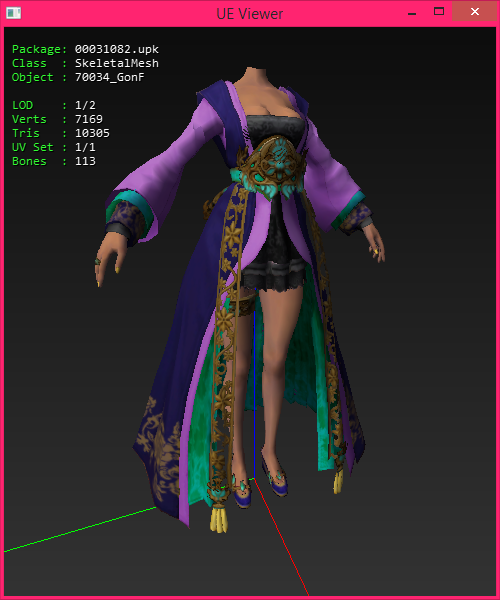 UE Viewer
Package: 00031082.upk
Class : SkeletalMesh
Object : 70034_GonF
LOD : 1/2
Verts : 7169
Tris : 10305
UV Set : 1/1
Bones : 113